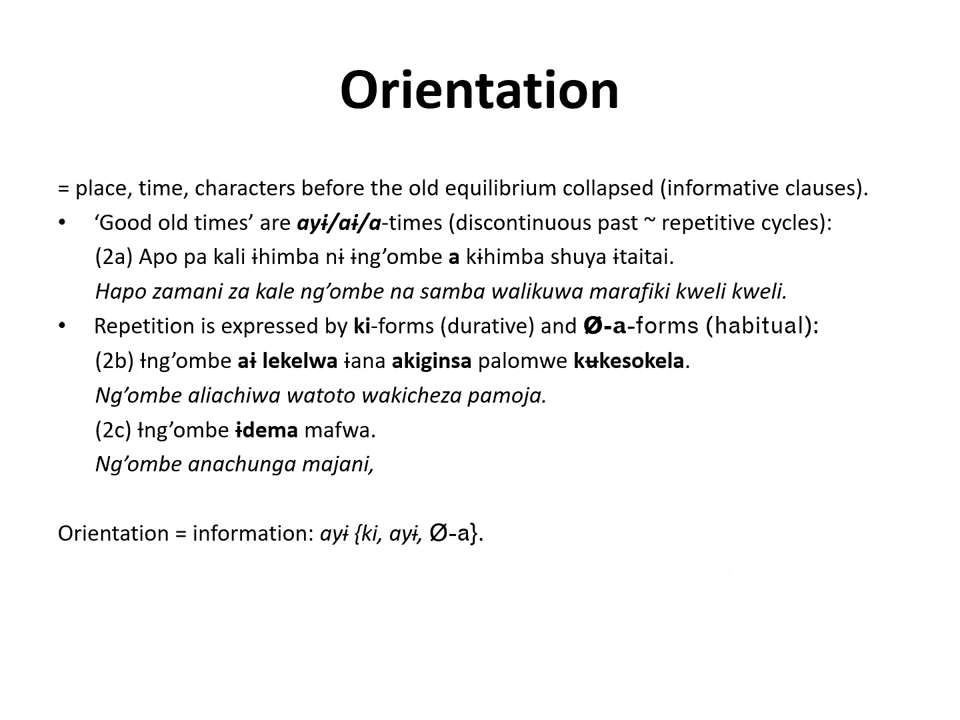 Orientation
= place, time, characters before the old equilibrium collapsed (informative clauses).
• ‘Good old times’ are ayɨ/aɨ/a-times (discontinuous past ~ repetitive cycles):
(2a) Apo pa kali ɨhimba nɨ ɨng’ombe a kɨhimba shuya ɨtaitai.
Hapo zamani za kale ng’ombe na samba walikuwa marafiki kweli kweli.
• Repetition is expressed by ki-forms (durative) and Ø-a-forms (habitual):
(2b) Ɨng’ombe aɨ lekelwa ɨana akiginsa palomwe kʉkesokela.
Ng’ombe aliachiwa watoto wakicheza pamoja.
(2c) Ɨng’ombe ɨdema mafwa.
Ng’ombe anachunga majani,
Orientation = information: ayɨ {ki, ayɨ, Ø-a}.